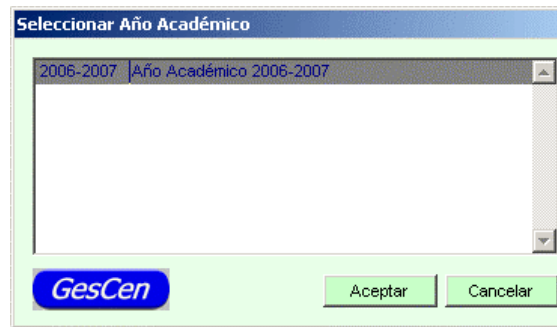 Seleccionar Año Académico
2006-2007 Año Académico 2006-2007
GesCen Aceptar Cancelar